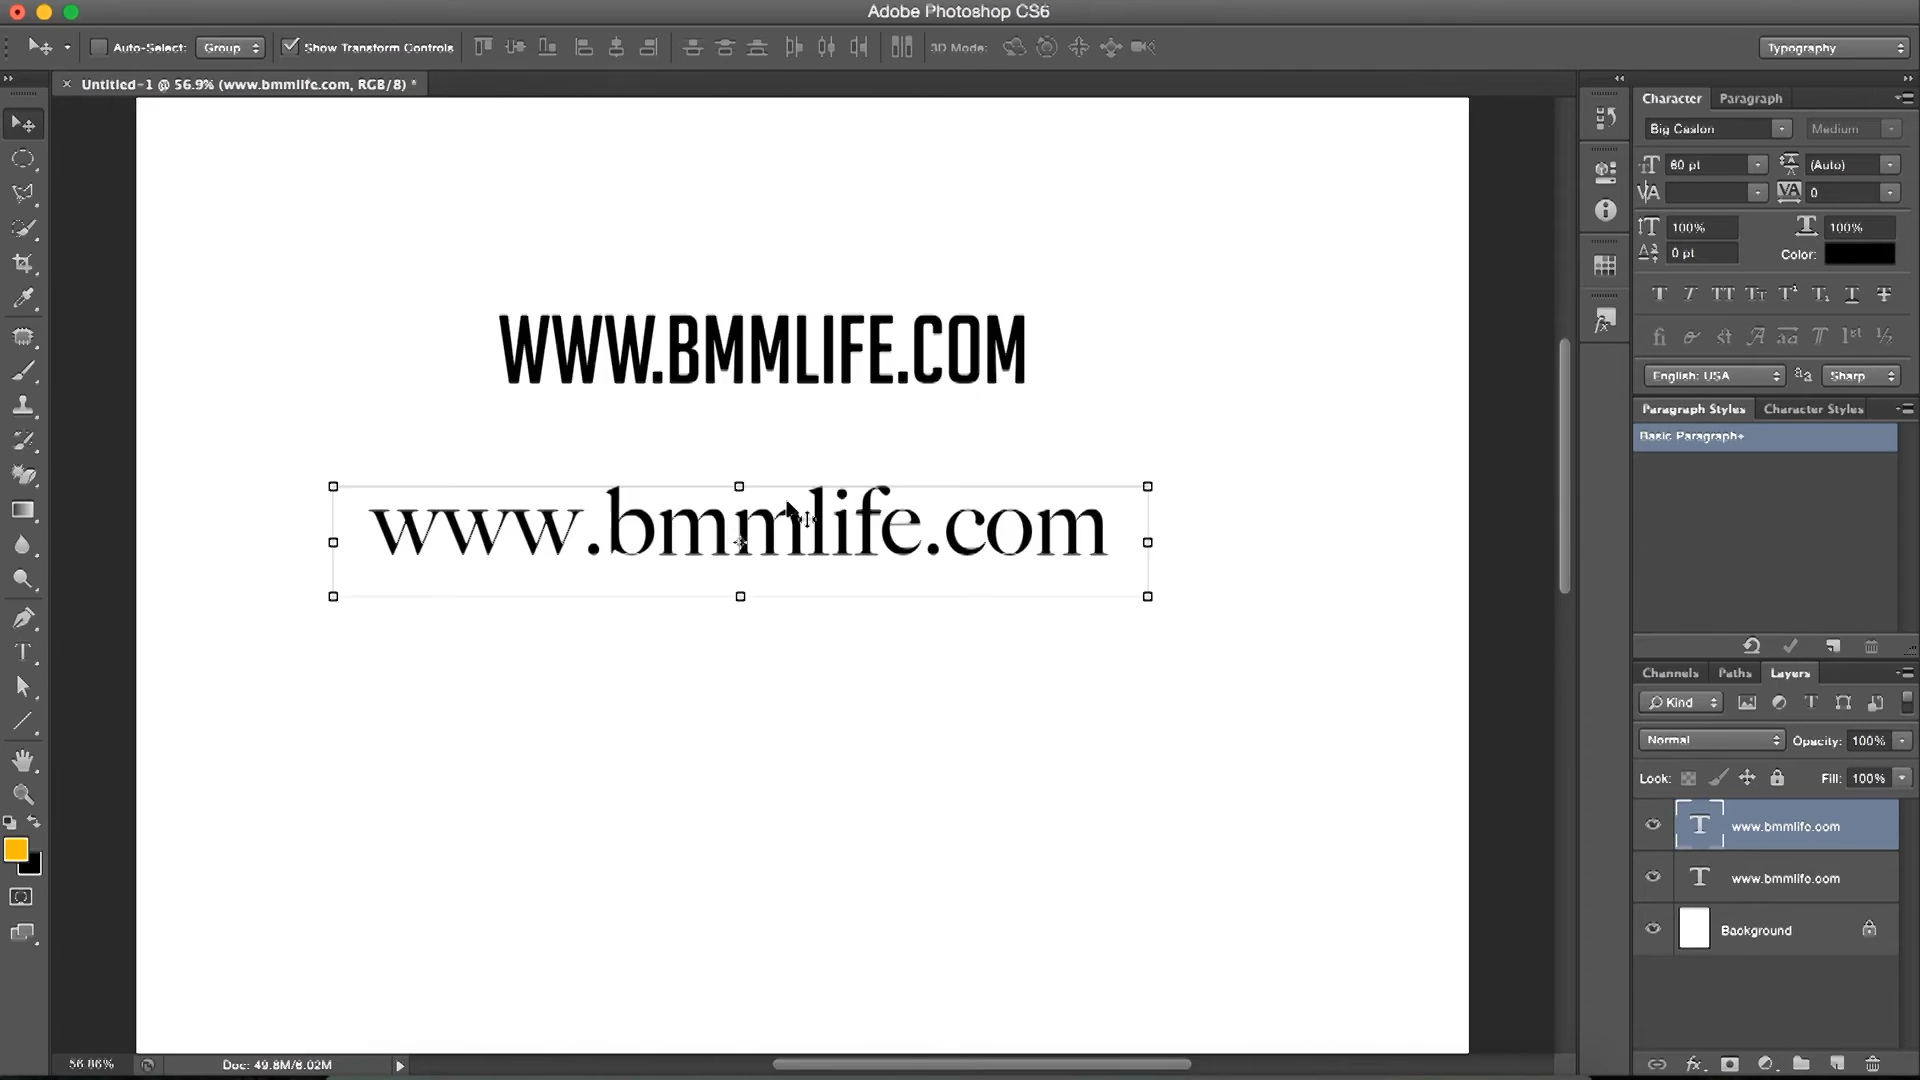 Adobe Photoshop CS6
Auto-Select: Group Show Transform Controls 3D Mode: Typography
Untitled-1 @ 56.9% (www.bmmlife.com, RGB/8) *
Character Paragraph
Big Caslon Medium
60 pt (Auto)
0
100% 100%
0 pt Color:
English: USA Sharp
Paragraph Styles Character Styles
Basic Paragraph+
WWW.BMMLIFE.COM
www.bmmlife.com
Channels Paths Layers
Kind
Normal Opacity: 100%
Lock: Fill: 100%
www.bmmlife.com
www.bmmlife.com
Background
56.86% Doc: 49.8M/6.02M